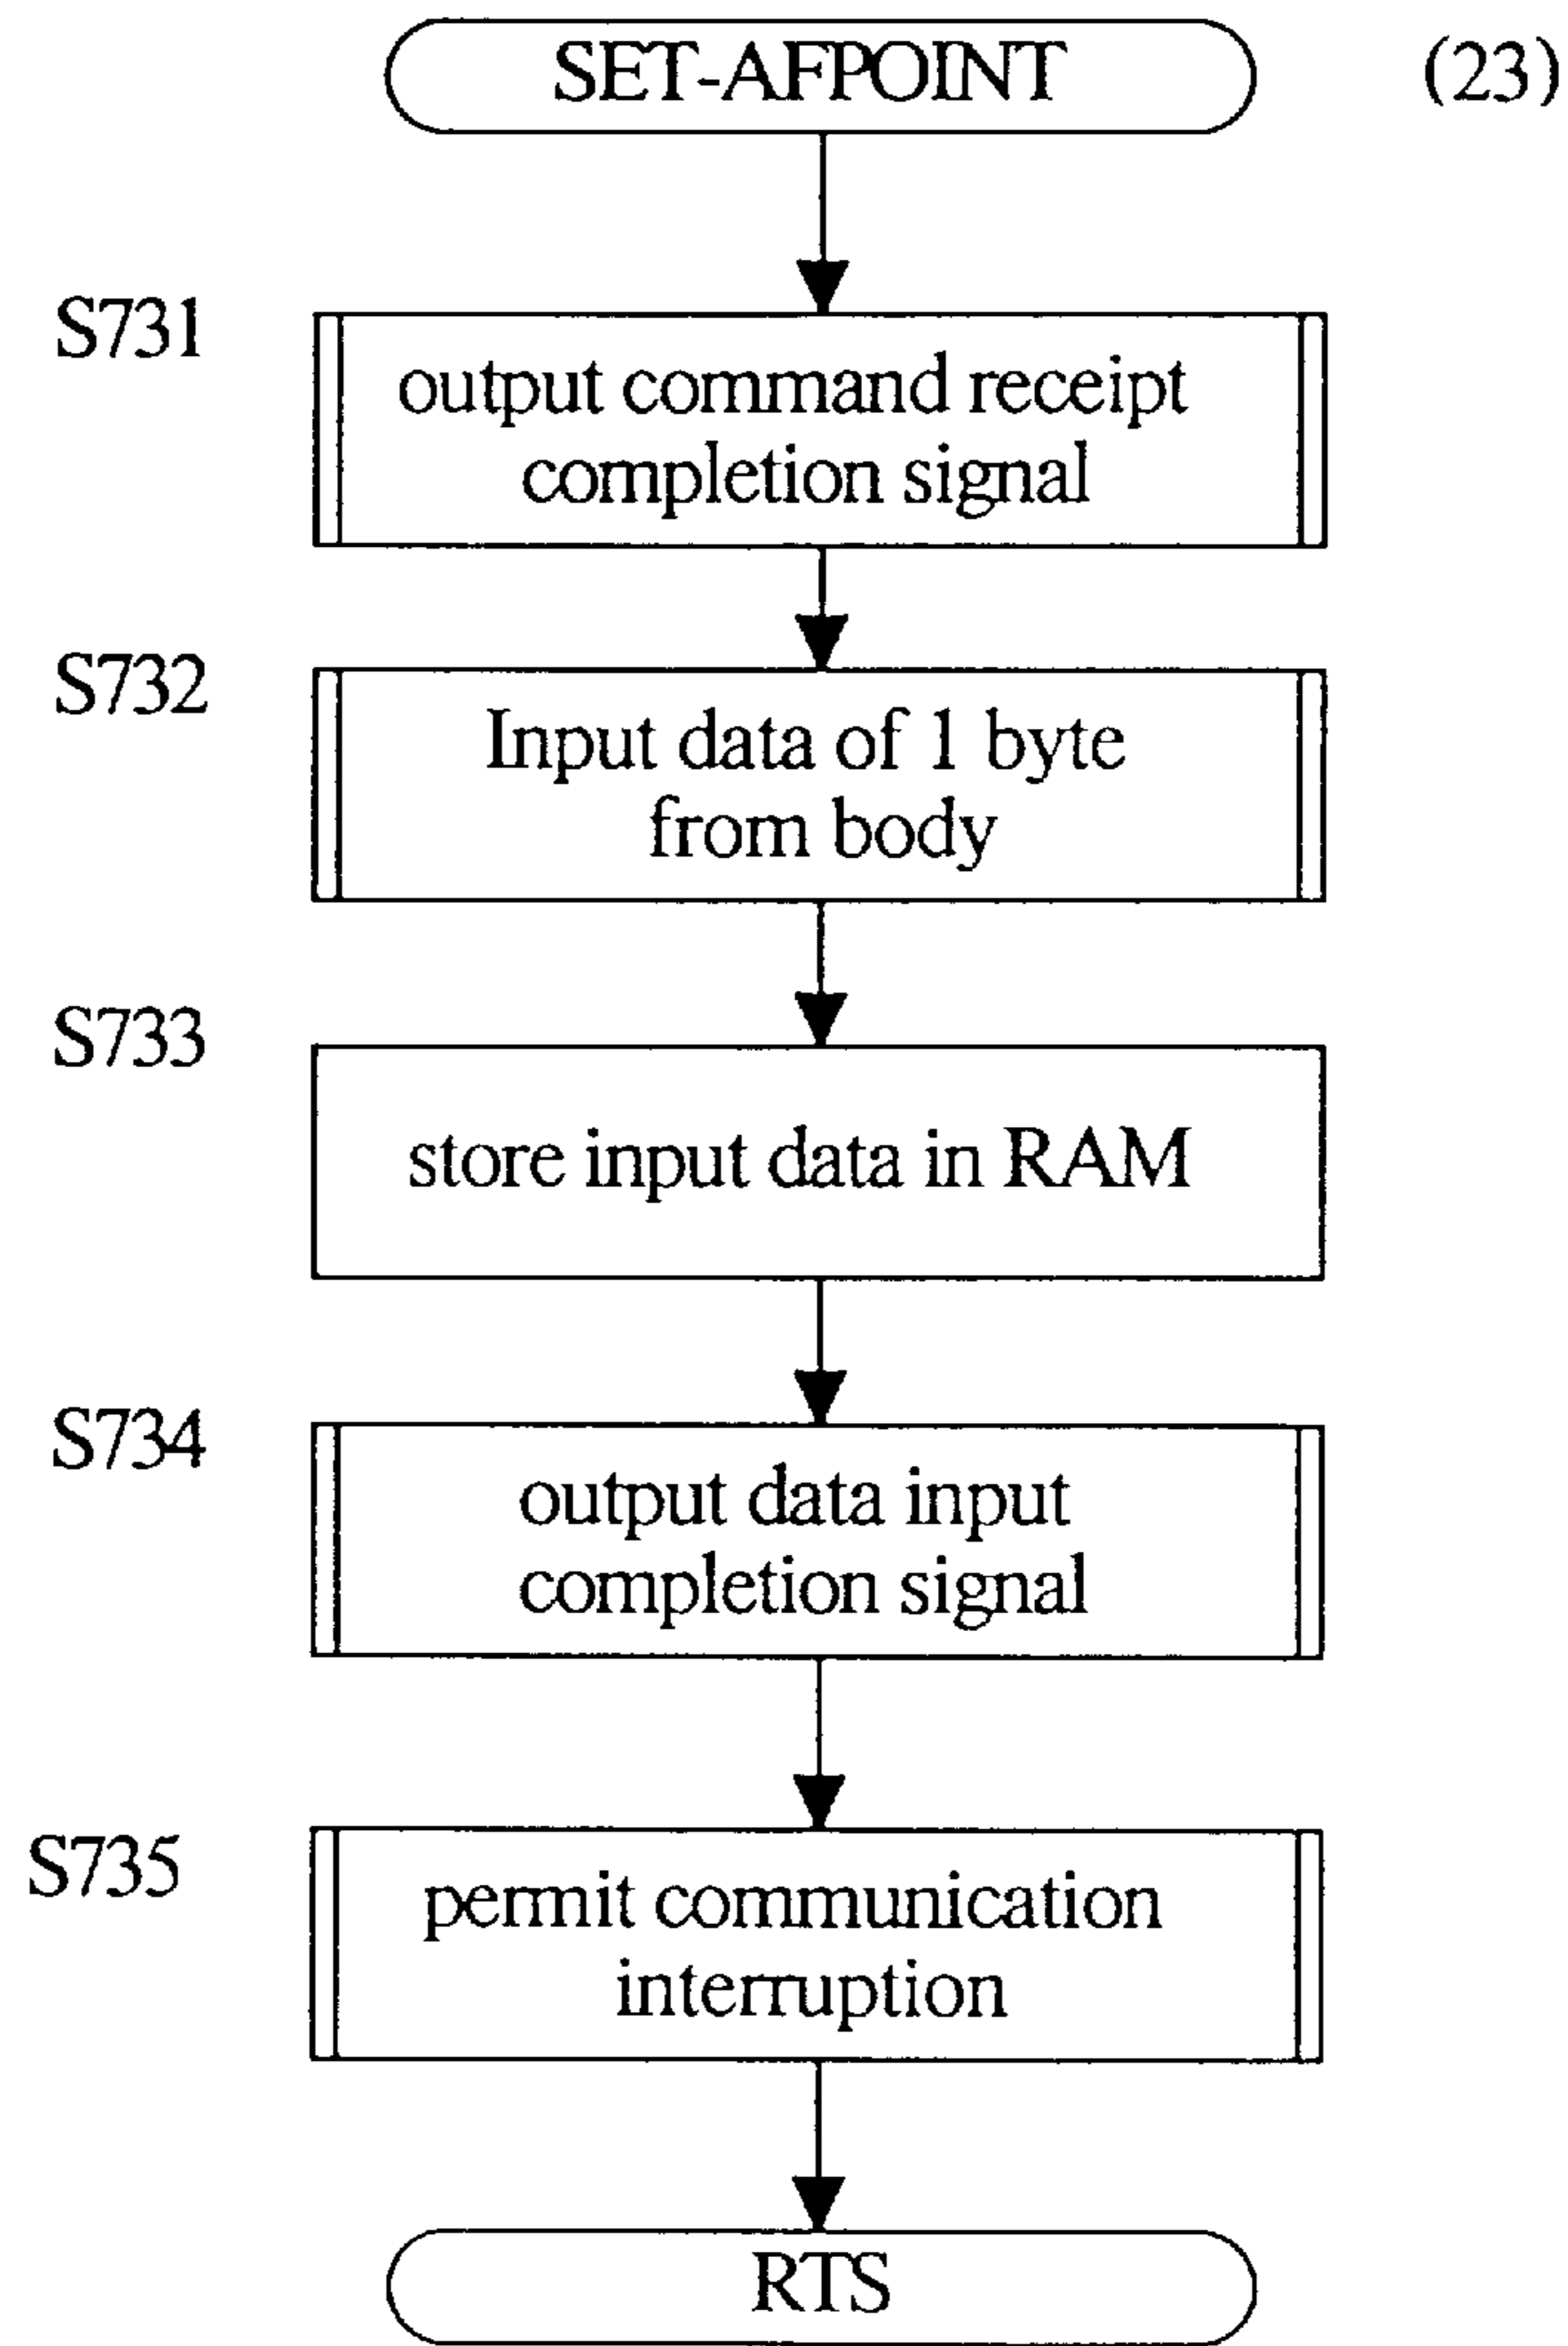 SET-AFPOINT
(23)
S731
output command receipt
completion signal
S732
Input data of 1 byte
from body
S733
store input data in RAM
S734
output data input
completion signal
S735
permit communication
interruption
RTS